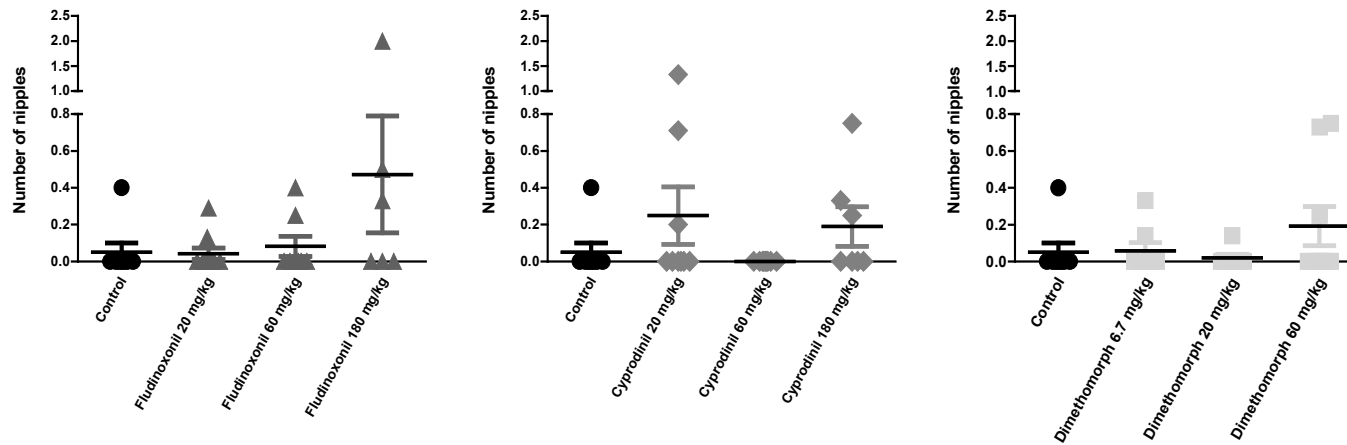 Number of nipples
2.5
2.0
1.5
1.0
0.8
0.6
0.4
0.2
0.0
Control
Fludinoxonil 20 mg/kg
Fludinoxonil 60 mg/kg
Fludinoxonil 180 mg/kg
Number of nipples
2.5
2.0
1.5
1.0
0.8
0.6
0.4
0.2
0.0
Control
Cyprodinil 20 mg/kg
Cyprodinil 60 mg/kg
Cyprodinil 180 mg/kg
Number of nipples
2.5
2.0
1.5
1.0
0.8
0.6
0.4
0.2
0.0
Control
Dimethomorph 6.7 mg/kg
Dimethomorph 20 mg/kg
Dimethomorph 60 mg/kg